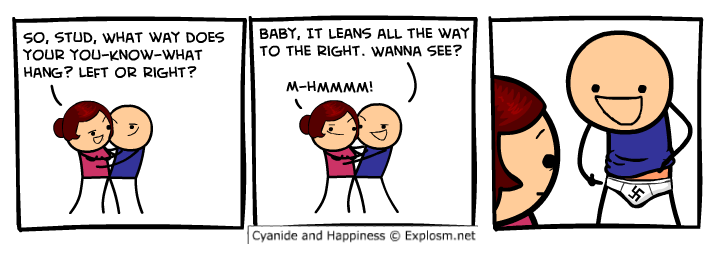 SO, STUD, WHAT WAY DOES
YOUR YOU-KNOW-WHAT
HANG? LEFT OR RIGHT?
BABY, IT LEANS ALL THE WAY
TO THE RIGHT. WANNA SEE?
M-HMMMM!
Cyanide and Happiness © Explosm.net